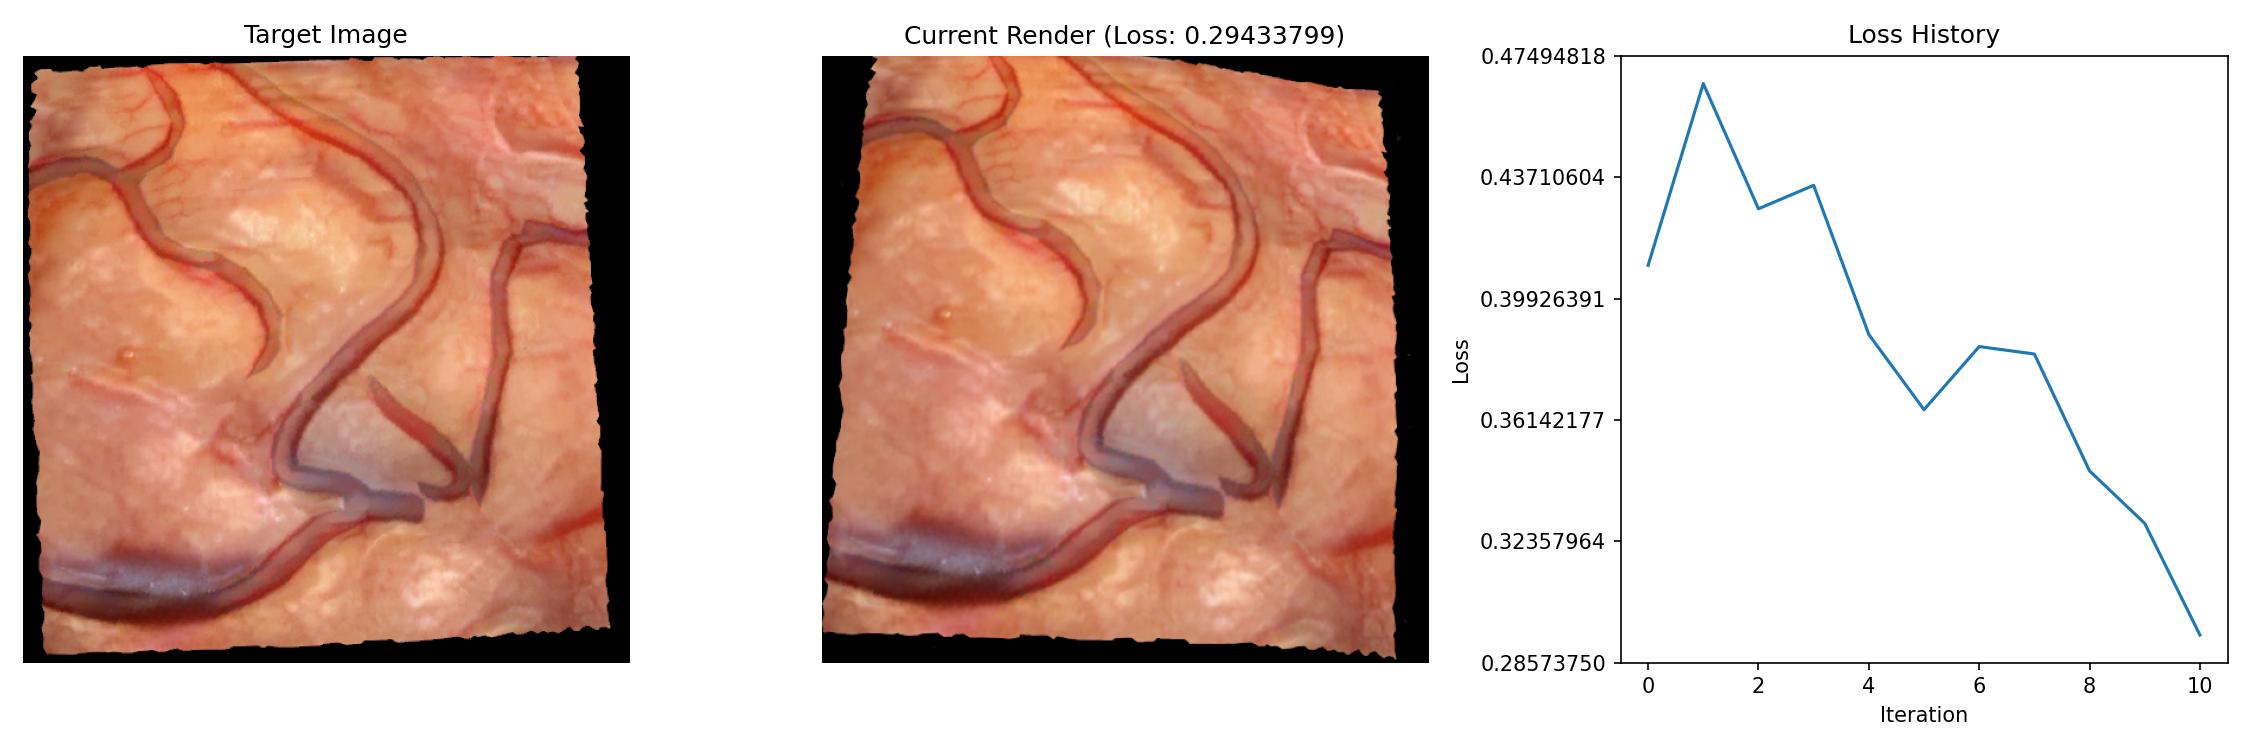 Target Image
Current Render (Loss: 0.29433799)
Loss History
0.47494818
0.43710604
0.39926391
0.36142177
0.32357964
0.28573750
Loss
0 2 4 6 8 10
Iteration